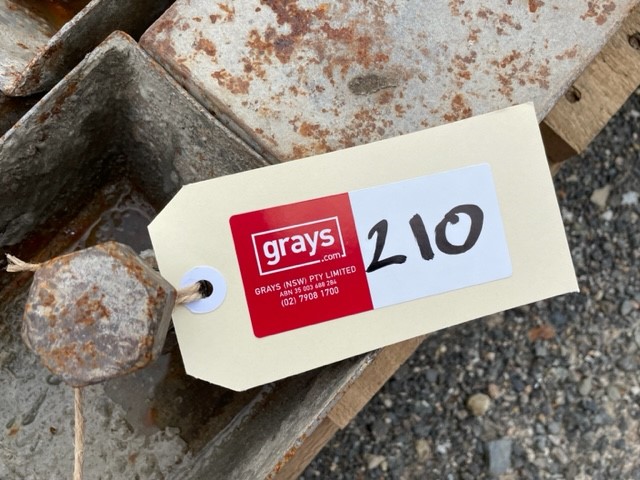 grays
.com
GRAYS (NSW) PTY LIMITED
ABN 35 003 688 284
(02) 7908 1700
210